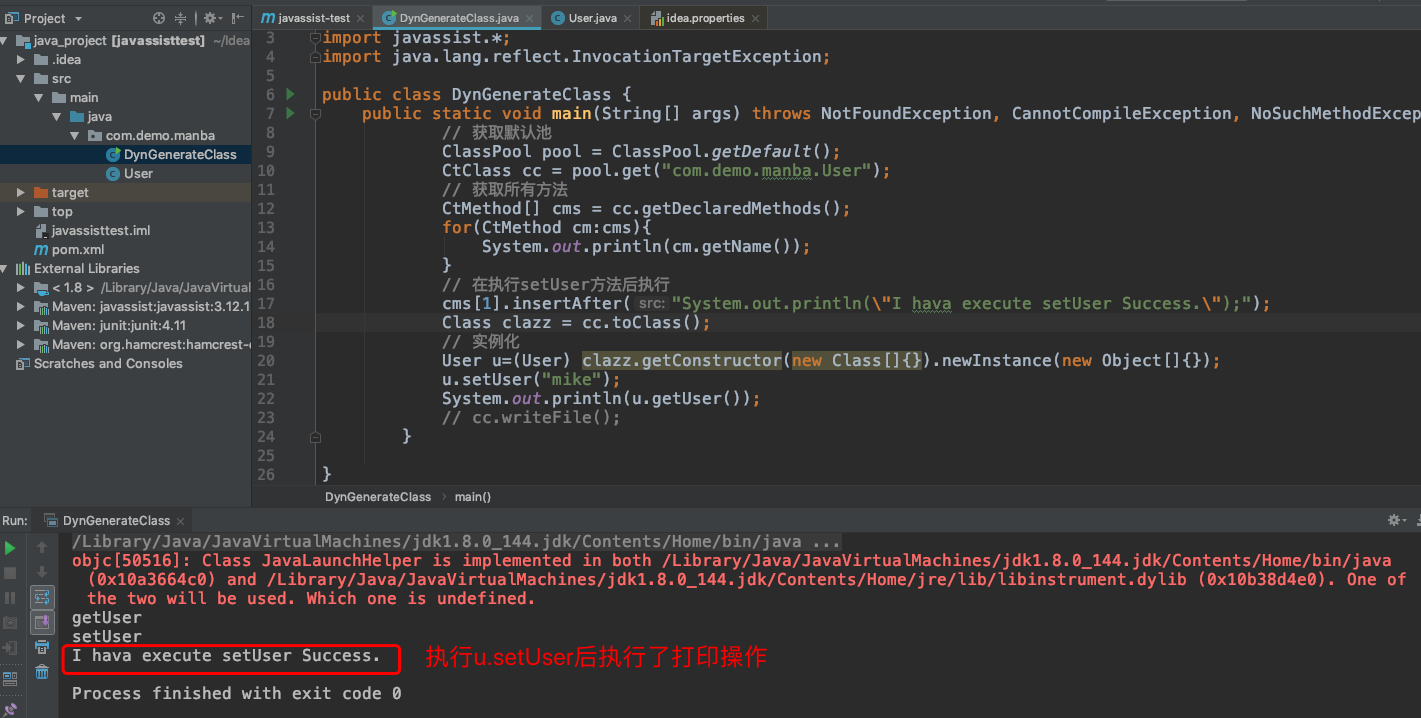 Project
javassist-test
DynGenerateClass.java
User.java
idea.properties
java_project [javassisttest] ~/Idea
.idea
src
main
java
com.demo.manba
DynGenerateClass
User
target
top
javassisttest.iml
pom.xml
External Libraries
< 1.8 > /Library/Java/JavaVirtual
Maven: javassist:javassist:3.12.1
Maven: junit:junit:4.11
Maven: org.hamcrest:hamcrest-
Scratches and Consoles
3 import javassist.*;
4 import java.lang.reflect.InvocationTargetException;
5
6 public class DynGenerateClass {
7 public static void main(String[] args) throws NotFoundException, CannotCompileException, NoSuchMethodExcep
8 // 获取默认池
9 ClassPool pool = ClassPool.getDefault();
10 CtClass cc = pool.get("com.demo.manba.User");
11 // 获取所有方法
12 CtMethod[] cms = cc.getDeclaredMethods();
13 for(CtMethod cm:cms){
14 System.out.println(cm.getName());
15 }
16 // 在执行setUser方法后执行
17 cms[1].insertAfter( src: "System.out.println(\"I hava execute setUser Success.\");");
18 Class clazz = cc.toClass();
19 // 实例化
20 User u=(User) clazz.getConstructor(new Class[]{}).newInstance(new Object[]{});
21 u.setUser("mike");
22 System.out.println(u.getUser());
23 // cc.writeFile();
24 }
25
26 }
DynGenerateClass › main()
Run: DynGenerateClass
/Library/Java/JavaVirtualMachines/jdk1.8.0_144.jdk/Contents/Home/bin/java ...
objc[50516]: Class JavaLaunchHelper is implemented in both /Library/Java/JavaVirtualMachines/jdk1.8.0_144.jdk/Contents/Home/bin/java
(0x10a3664c0) and /Library/Java/JavaVirtualMachines/jdk1.8.0_144.jdk/Contents/Home/jre/lib/libinstrument.dylib (0x10b38d4e0). One of
the two will be used. Which one is undefined.
getUser
setUser
I hava execute setUser Success.
执行u.setUser后执行了打印操作
Process finished with exit code 0